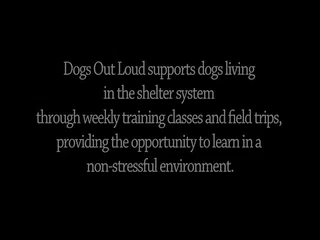 Dogs Out Loud supports dogs living
in the shelter system
through weekly training classes and field trips,
providing the opportunity to learn in a
non-stressful environment.